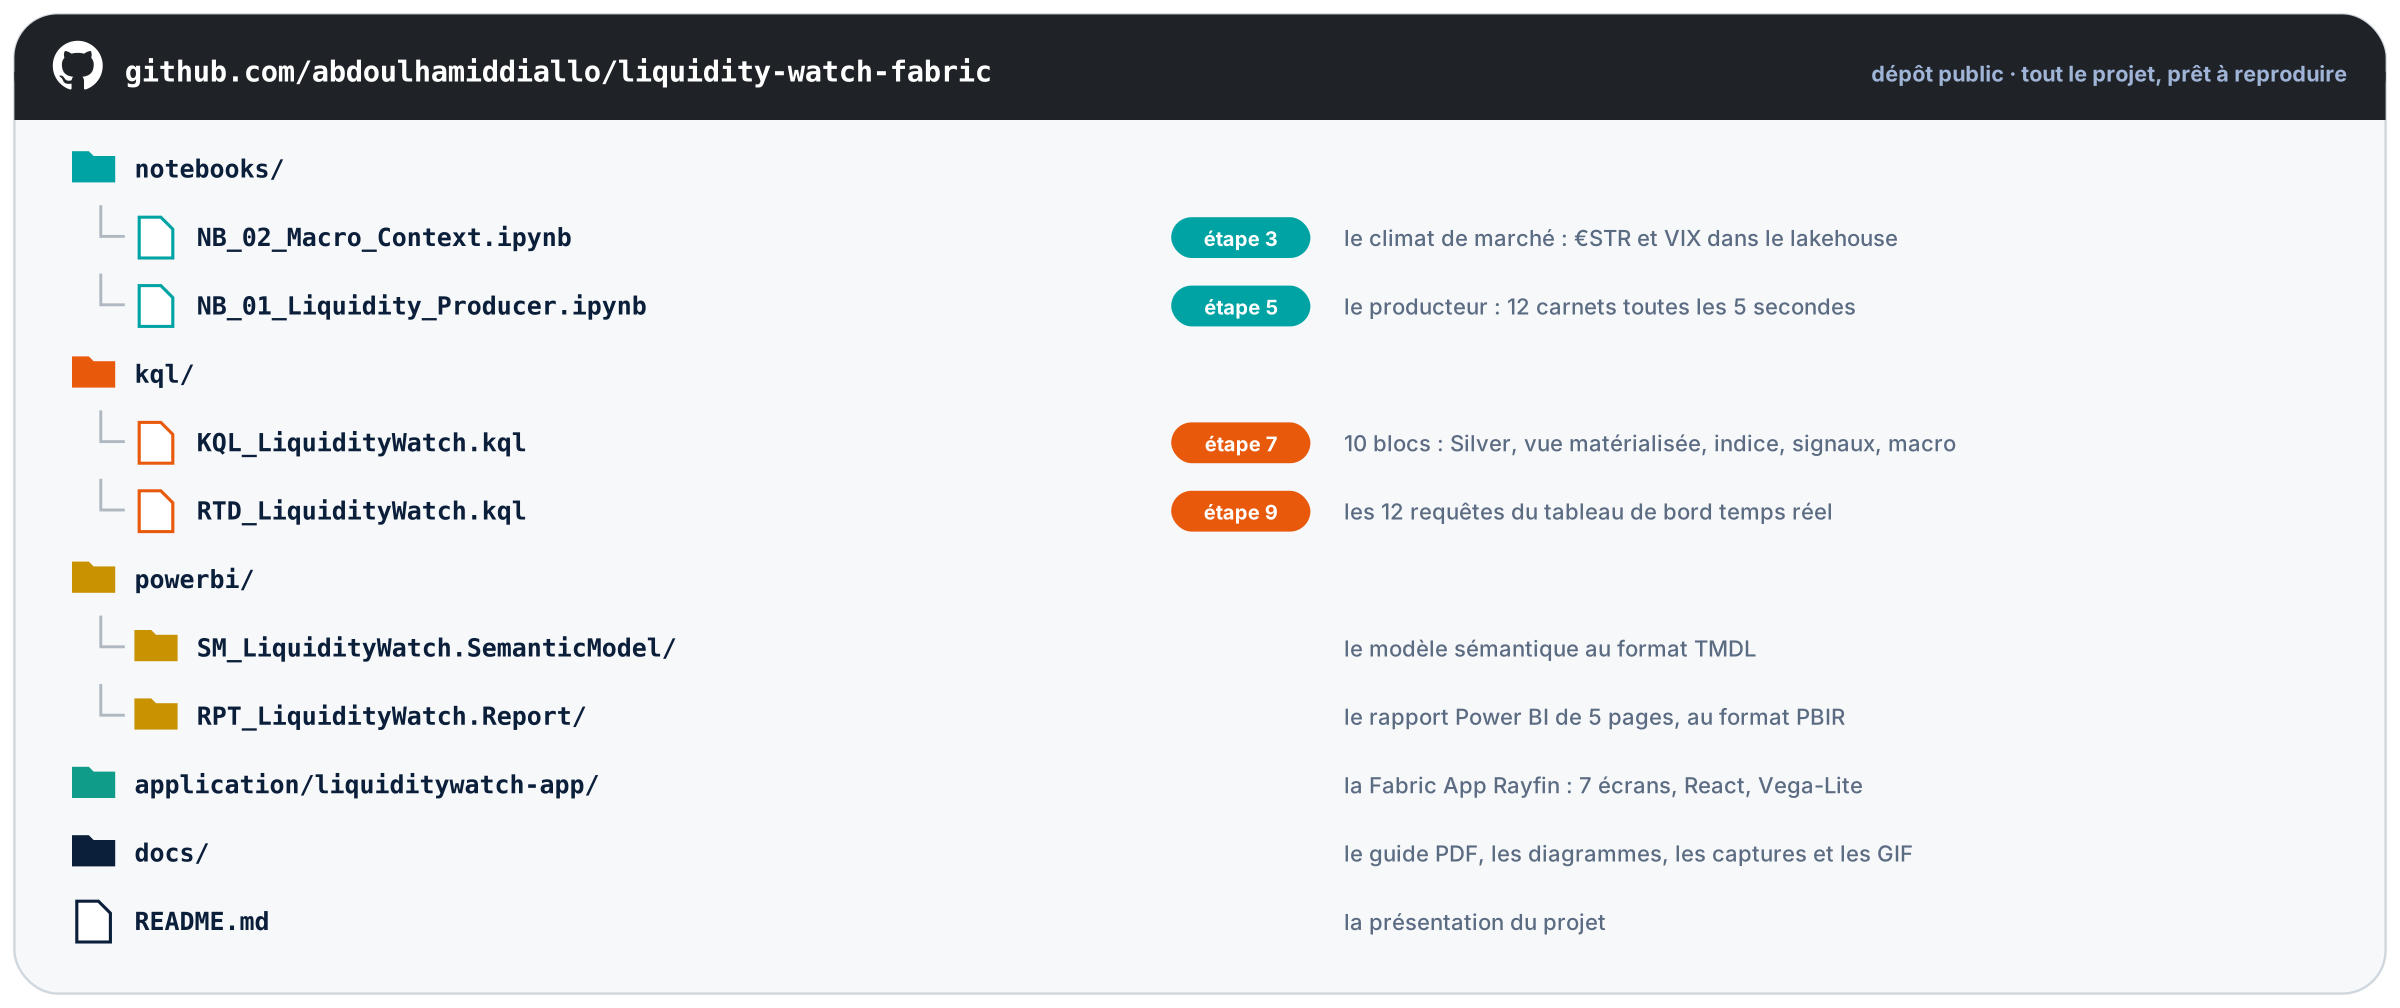 github.com/abdoulhamiddiallo/liquidity-watch-fabric dépôt public · tout le projet, prêt à reproduire
notebooks/
NB_02_Macro_Context.ipynb étape 3 le climat de marché : €STR et VIX dans le lakehouse
NB_01_Liquidity_Producer.ipynb étape 5 le producteur : 12 carnets toutes les 5 secondes
kql/
KQL_LiquidityWatch.kql étape 7 10 blocs : Silver, vue matérialisée, indice, signaux, macro
RTD_LiquidityWatch.kql étape 9 les 12 requêtes du tableau de bord temps réel
powerbi/
SM_LiquidityWatch.SemanticModel/ le modèle sémantique au format TMDL
RPT_LiquidityWatch.Report/ le rapport Power BI de 5 pages, au format PBIR
application/liquiditywatch-app/ la Fabric App Rayfin : 7 écrans, React, Vega-Lite
docs/ le guide PDF, les diagrammes, les captures et les GIF
README.md la présentation du projet